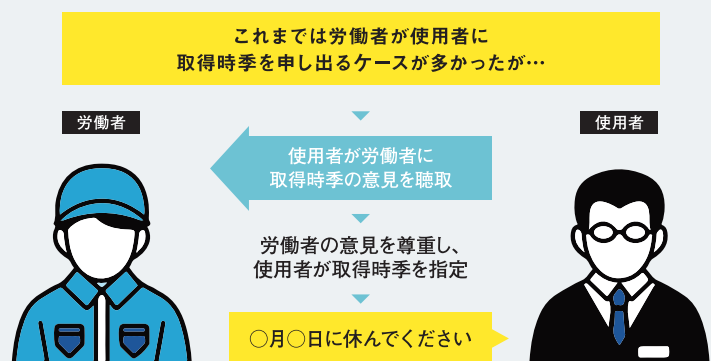 これまでは労働者が使用者に
取得時季を申し出るケースが多かったが…
労働者
使用者
使用者が労働者に
取得時季の意見を聴取
労働者の意見を尊重し、
使用者が取得時季を指定
○月○日に休んでください